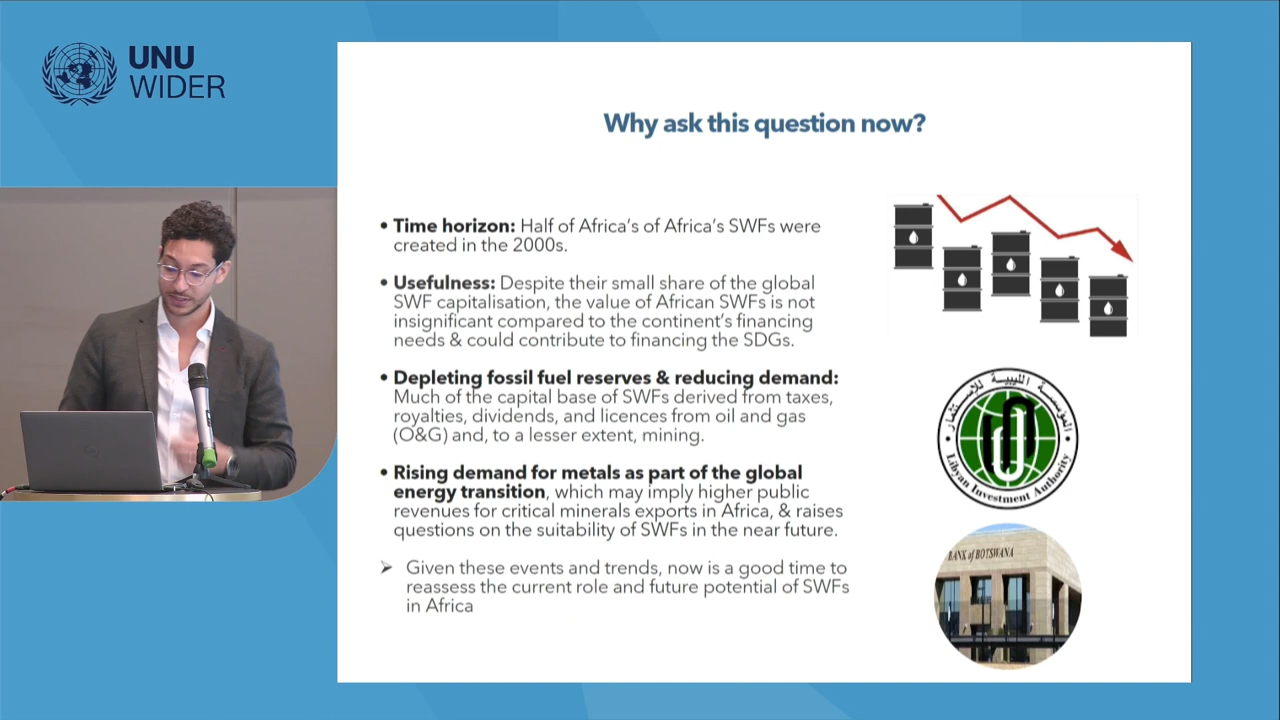 UNU
WIDER
Why ask this question now?
• Time horizon: Half of Africa's of Africa's SWFs were
created in the 2000s.
• Usefulness: Despite their small share of the global
SWF capitalisation, the value of African SWFs is not
insignificant compared to the continent's financing
needs & could contribute to financing the SDGs.
• Depleting fossil fuel reserves & reducing demand:
Much of the capital base of SWFs derived from taxes,
royalties, dividends, and licences from oil and gas
(O&G) and, to a lesser extent, mining.
• Rising demand for metals as part of the global
energy transition, which may imply higher public
revenues for critical minerals exports in Africa, & raises
questions on the suitability of SWFs in the near future.
➤ Given these events and trends, now is a good time to
reassess the current role and future potential of SWFs
in Africa
المؤسسة الليبية للاستثمار
Libyan Investment Authority
BANK of BOTSWANA